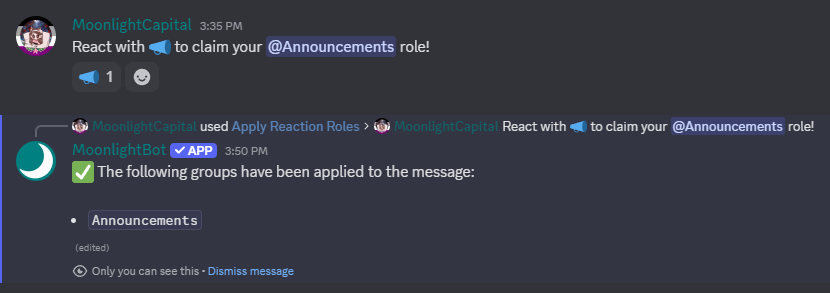 MoonlightCapital 3:35 PM
React with to claim your @Announcements role!
1
MoonlightCapital used Apply Reaction Roles > MoonlightCapital React with to claim your @Announcements role!
MoonlightBot ✓ APP 3:50 PM
The following groups have been applied to the message:
• Announcements
(edited)
Only you can see this • Dismiss message